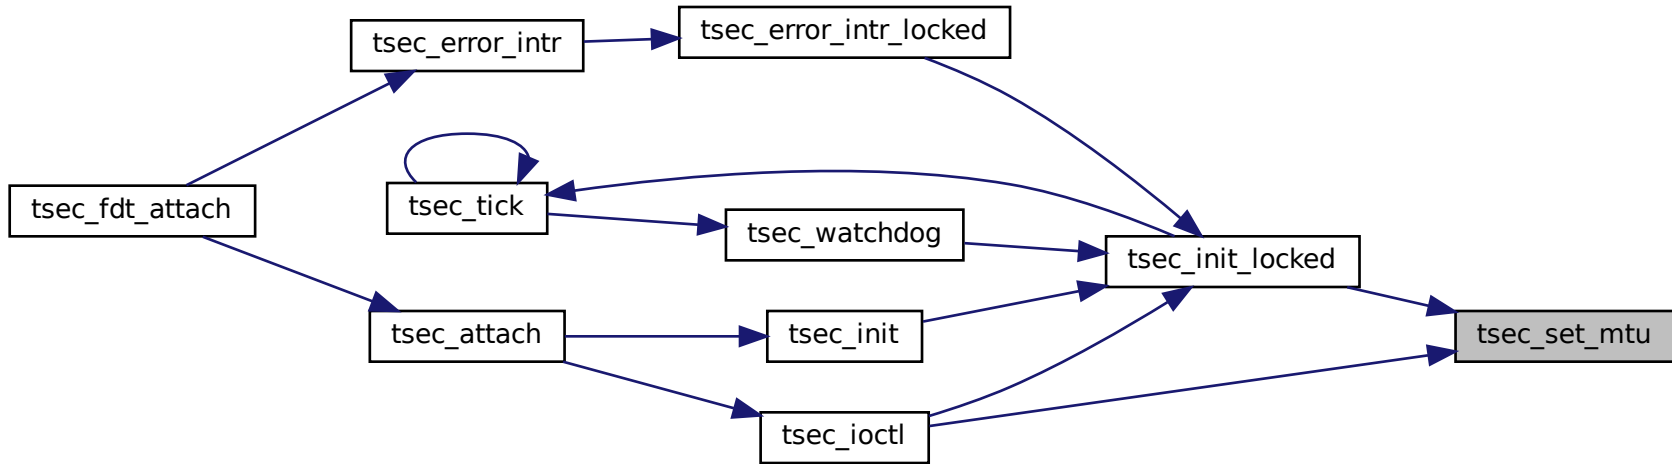 tsec_error_intr_locked
tsec_error_intr
tsec_tick
tsec_fdt_attach
tsec_watchdog
tsec_init_locked
tsec_attach
tsec_init
tsec_set_mtu
tsec_ioctl